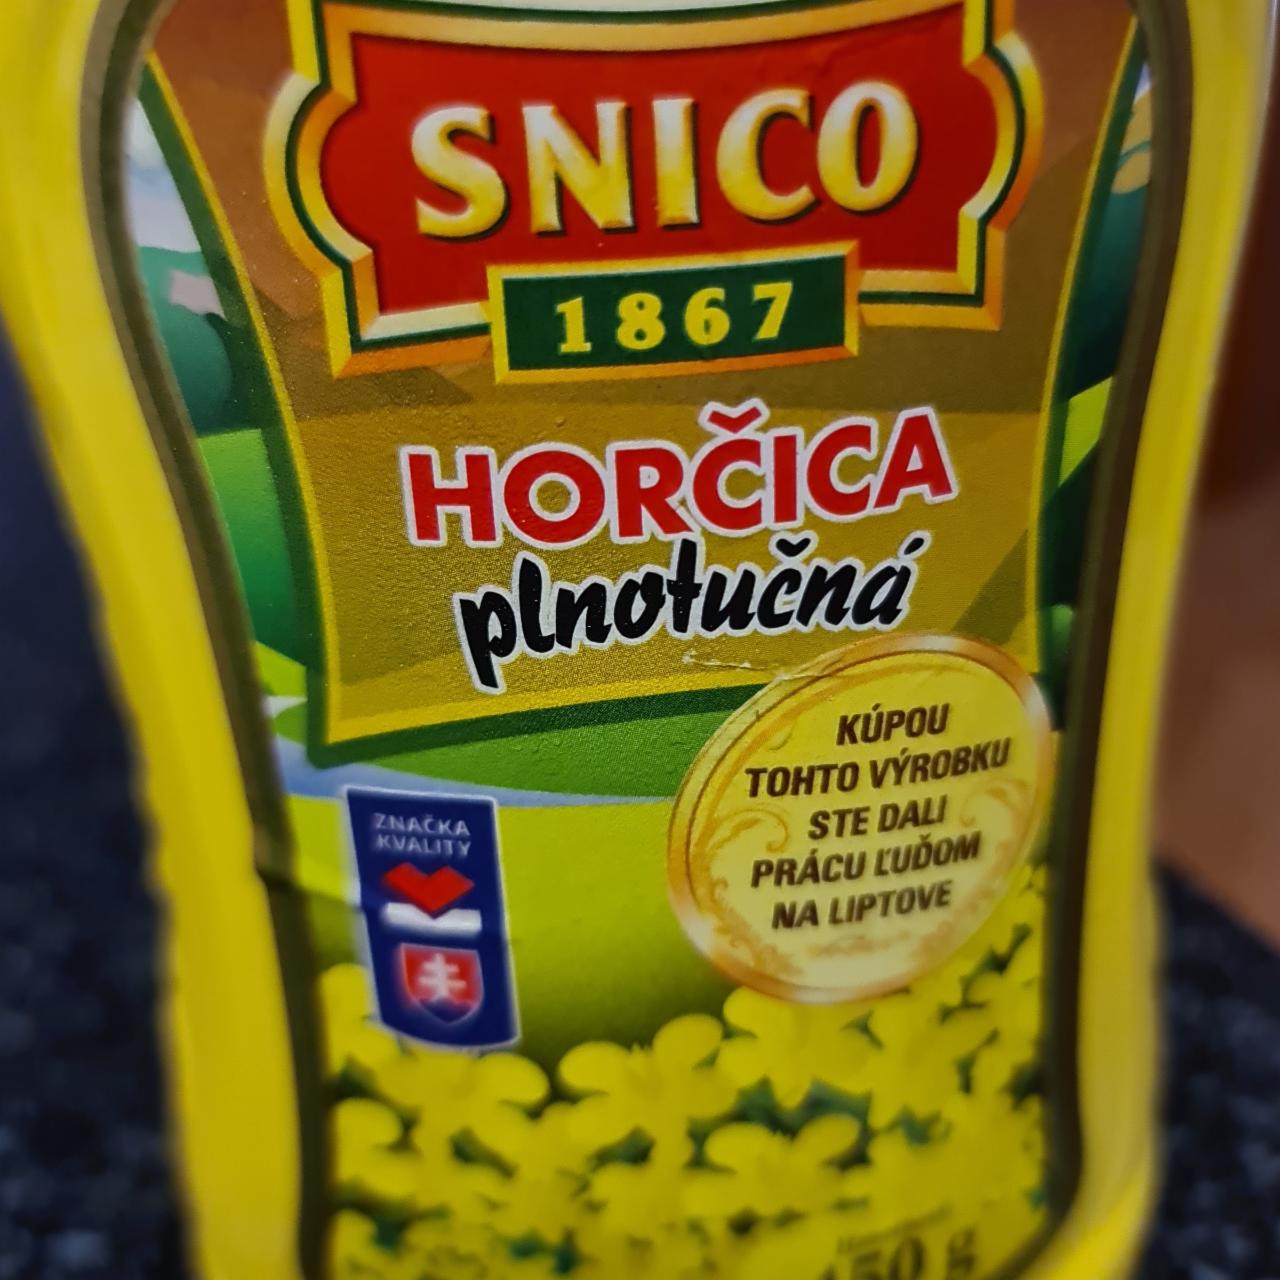 SNICO
1867
HORČICA
plnotučná
KÚPOU
TOHTO VÝROBKU
STE DALI
PRÁCU ĽUĎOM
NA LIPTOVE
ZNAČKA
KVALITY